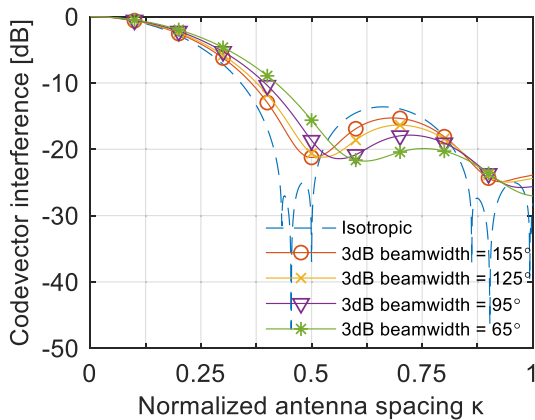 Codevector interference [dB]
0
-10
-20
-30
-40
-50
Isotropic
3dB beamwidth = 155°
3dB beamwidth = 125°
3dB beamwidth = 95°
3dB beamwidth = 65°
0
0.25
0.5
0.75
1
Normalized antenna spacing κ